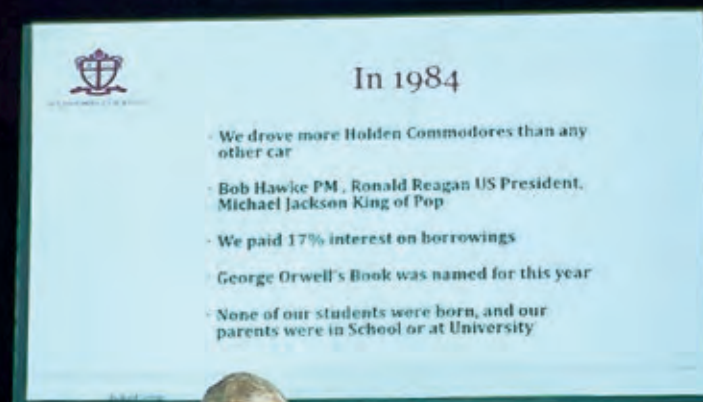 In 1984
· We drove more Holden Commodores than any
other car
· Bob Hawke PM , Ronald Reagan US President.
Michael Jackson King of Pop
· We paid 17% interest on borrowings
George Orwell's Book was named for this year
· None of our students were born, and our
parents were in School or at University